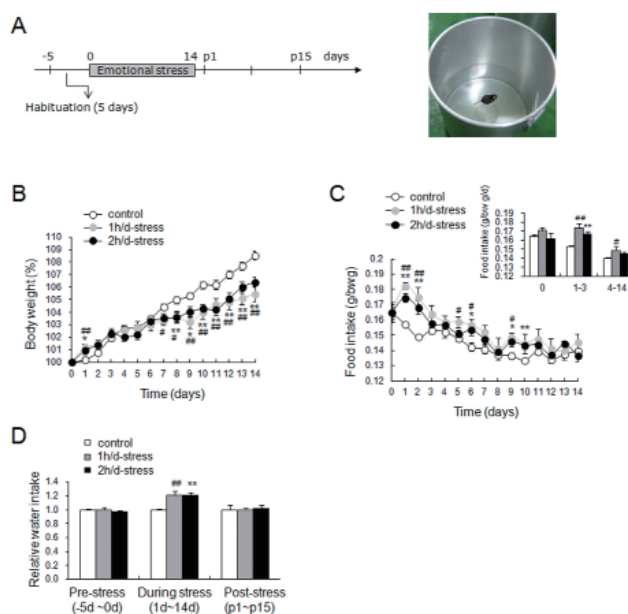 A
-5 0 14 p1 p15 days
Emotional stress
Habituation (5 days)
B
control
1h/d-stress
2h/d-stress
Body weight (%)
110
109
108
107
106
105
104
103
102
101
100
##
*
#
**
#
*
##
**
##
**
##
**
##
**
##
**
##
0 1 2 3 4 5 6 7 8 9 10 11 12 13 14
Time (days)
C
control
1h/d-stress
2h/d-stress
Food intake (g/bw g/d)
0.17
0.16
0.15
0.14
0.13
##
**
#
0 1-3 4-14
Food intake (g/bwg)
0.2
0.19
0.18
0.17
0.16
0.15
0.14
0.13
0.12
##
**
##
**
#
#
*
#
*
**
0 1 2 3 4 5 6 7 8 9 10 11 12 13 14
Time (days)
D
control
1h/d-stress
2h/d-stress
Relative water intake
1.4
1.2
1.0
0.8
0.6
0.4
0.2
0.0
## **
Pre-stress During stress Post-stress
(-5d ~0d) (1d~14d) (p1~p15)